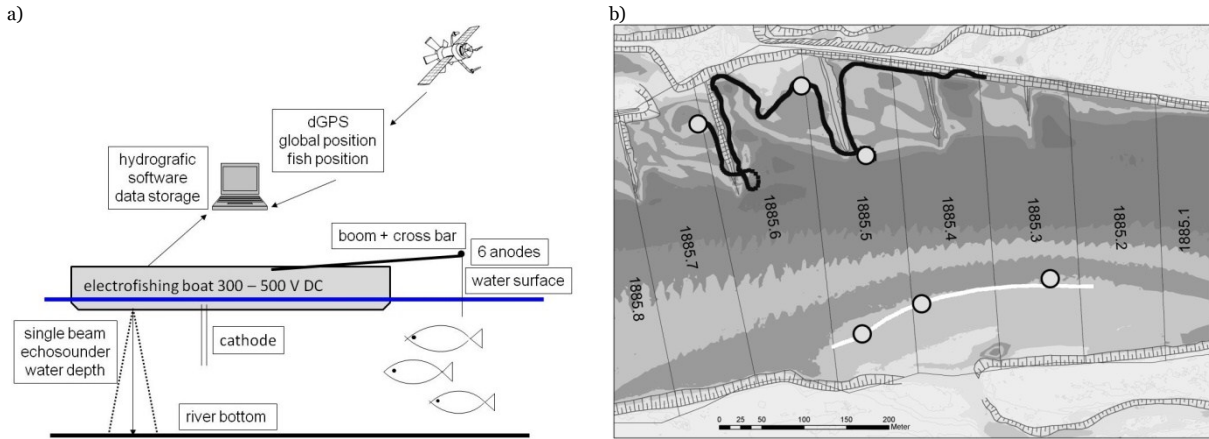 a)
dGPS
global position
fish position
hydrografic
software
data storage
boom + cross bar
6 anodes
water surface
electrofishing boat 300 – 500 V DC
single beam
echosounder
water depth
cathode
river bottom
b)
1885.8
1885.7
1885.6
1885.5
1885.4
1885.3
1885.2
1885.1
0 25 50 100 150 200
Meter